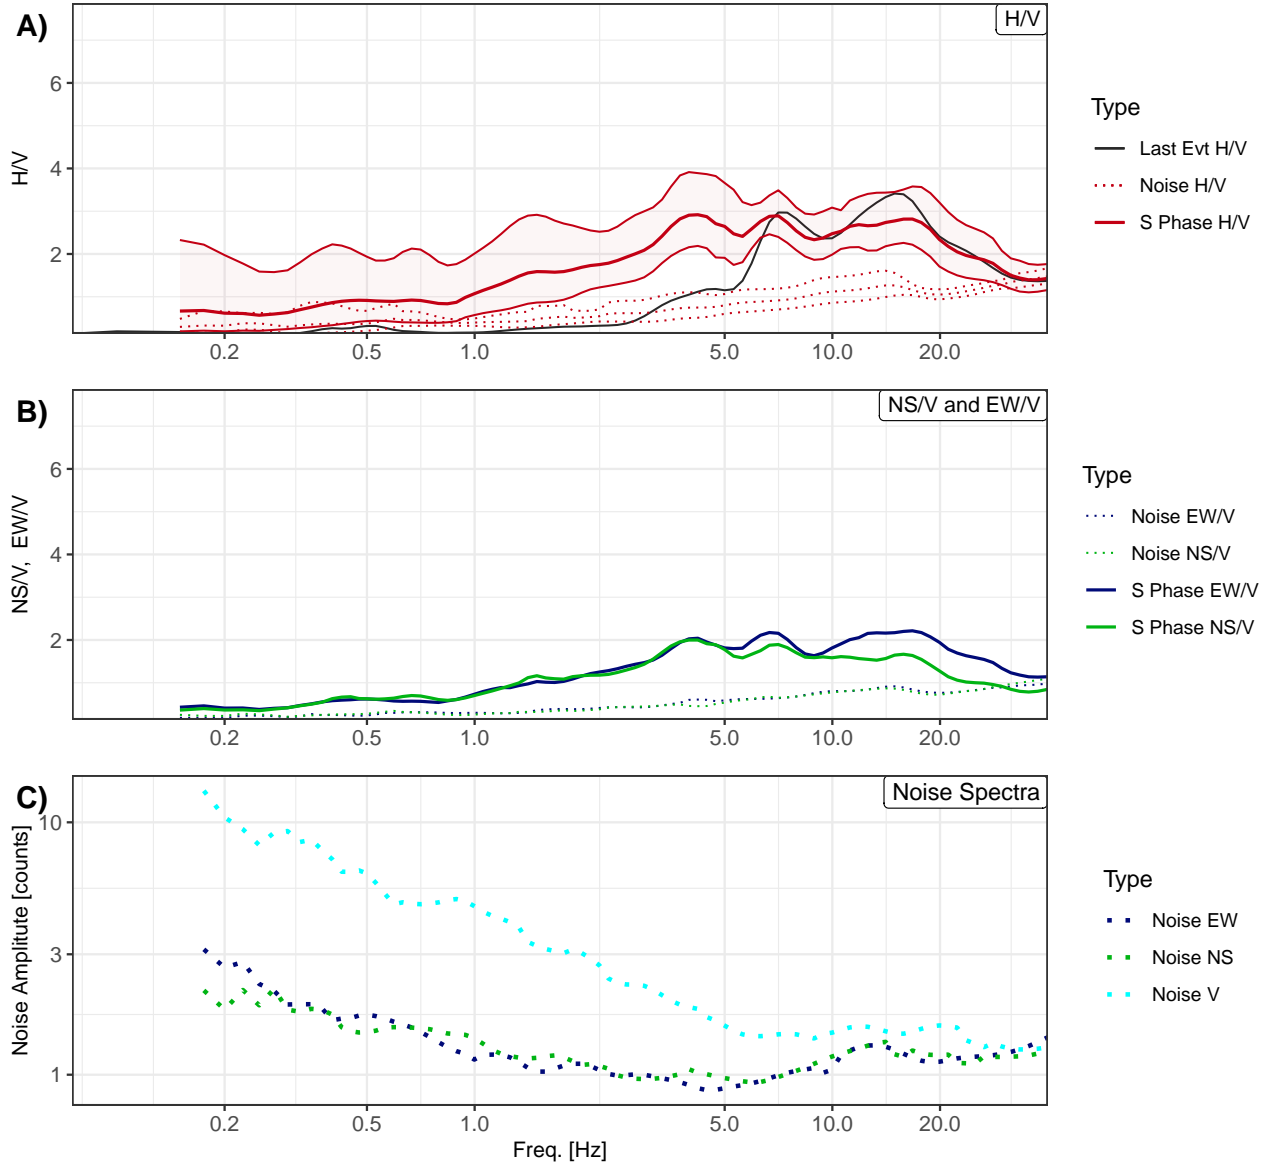 A)
H/V
6
4
2
H/V
0.2 0.5 1.0 5.0 10.0 20.0
Type
Last Evt H/V
Noise H/V
S Phase H/V
B)
NS/V and EW/V
6
4
2
NS/V, EW/V
0.2 0.5 1.0 5.0 10.0 20.0
Type
Noise EW/V
Noise NS/V
S Phase EW/V
S Phase NS/V
C)
Noise Spectra
10
3
1
Noise Amplitute [counts]
0.2 0.5 1.0 5.0 10.0 20.0
Freq. [Hz]
Type
Noise EW
Noise NS
Noise V